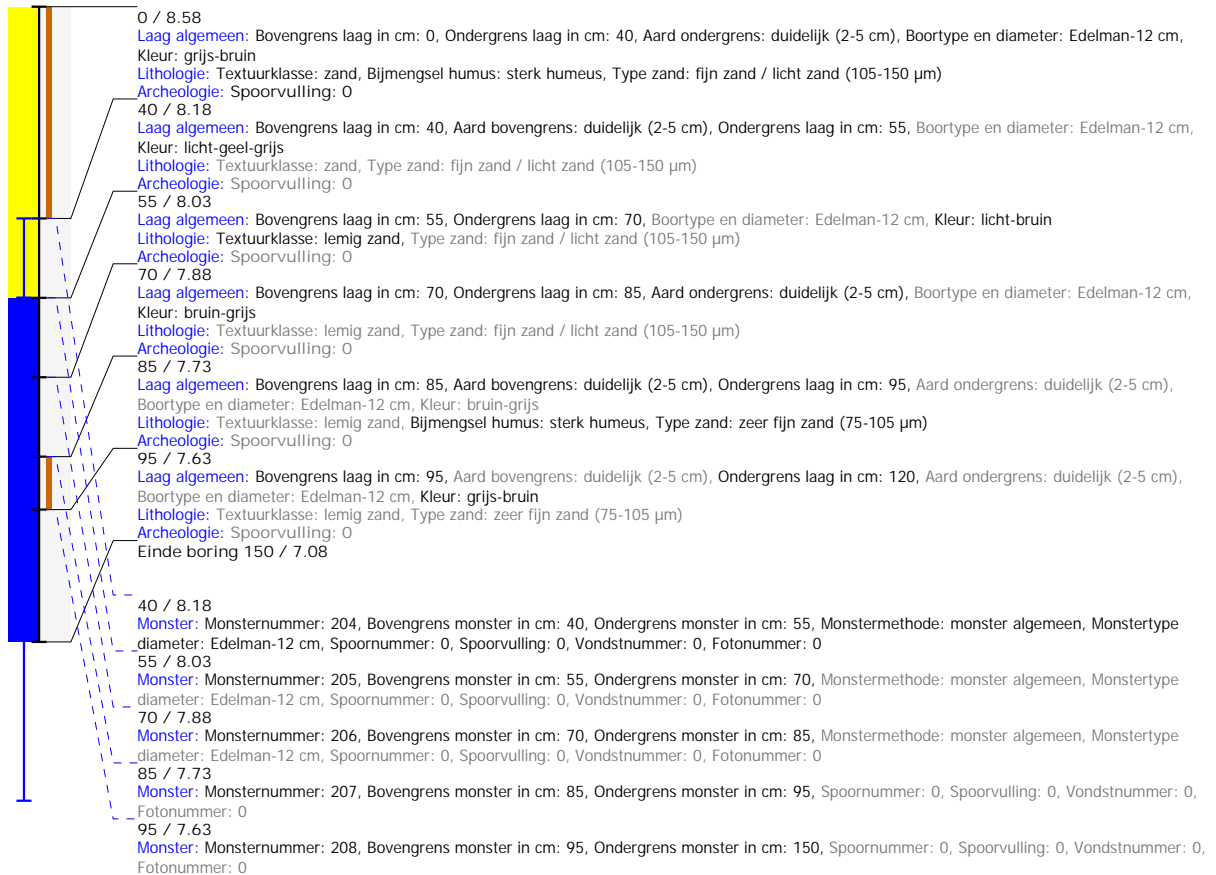 0 / 8.58
Laag algemeen: Bovengrens laag in cm: 0, Ondergrens laag in cm: 40, Aard ondergrens: duidelijk (2-5 cm), Boortype en diameter: Edelman-12 cm,
Kleur: grijs-bruin
Lithologie: Textuurklasse: zand, Bijmengsel humus: sterk humeus, Type zand: fijn zand / licht zand (105-150 µm)
Archeologie: Spoorvulling: 0
40 / 8.18
Laag algemeen: Bovengrens laag in cm: 40, Aard bovengrens: duidelijk (2-5 cm), Ondergrens laag in cm: 55, Boortype en diameter: Edelman-12 cm,
Kleur: licht-geel-grijs
Lithologie: Textuurklasse: zand, Type zand: fijn zand / licht zand (105-150 µm)
Archeologie: Spoorvulling: 0
55 / 8.03
Laag algemeen: Bovengrens laag in cm: 55, Ondergrens laag in cm: 70, Boortype en diameter: Edelman-12 cm, Kleur: licht-bruin
Lithologie: Textuurklasse: lemig zand, Type zand: fijn zand / licht zand (105-150 µm)
Archeologie: Spoorvulling: 0
70 / 7.88
Laag algemeen: Bovengrens laag in cm: 70, Ondergrens laag in cm: 85, Aard ondergrens: duidelijk (2-5 cm), Boortype en diameter: Edelman-12 cm,
Kleur: bruin-grijs
Lithologie: Textuurklasse: lemig zand, Type zand: fijn zand / licht zand (105-150 µm)
Archeologie: Spoorvulling: 0
85 / 7.73
Laag algemeen: Bovengrens laag in cm: 85, Aard bovengrens: duidelijk (2-5 cm), Ondergrens laag in cm: 95, Aard ondergrens: duidelijk (2-5 cm),
Boortype en diameter: Edelman-12 cm, Kleur: bruin-grijs
Lithologie: Textuurklasse: lemig zand, Bijmengsel humus: sterk humeus, Type zand: zeer fijn zand (75-105 µm)
Archeologie: Spoorvulling: 0
95 / 7.63
Laag algemeen: Bovengrens laag in cm: 95, Aard bovengrens: duidelijk (2-5 cm), Ondergrens laag in cm: 120, Aard ondergrens: duidelijk (2-5 cm),
Boortype en diameter: Edelman-12 cm, Kleur: grijs-bruin
Lithologie: Textuurklasse: lemig zand, Type zand: zeer fijn zand (75-105 µm)
Archeologie: Spoorvulling: 0
Einde boring 150 / 7.08
40 / 8.18
Monster: Monsternummer: 204, Bovengrens monster in cm: 40, Ondergrens monster in cm: 55, Monstermethode: monster algemeen, Monstertype
diameter: Edelman-12 cm, Spoornummer: 0, Spoorvulling: 0, Vondstnummer: 0, Fotonummer: 0
55 / 8.03
Monster: Monsternummer: 205, Bovengrens monster in cm: 55, Ondergrens monster in cm: 70, Monstermethode: monster algemeen, Monstertype
diameter: Edelman-12 cm, Spoornummer: 0, Spoorvulling: 0, Vondstnummer: 0, Fotonummer: 0
70 / 7.88
Monster: Monsternummer: 206, Bovengrens monster in cm: 70, Ondergrens monster in cm: 85, Monstermethode: monster algemeen, Monstertype
diameter: Edelman-12 cm, Spoornummer: 0, Spoorvulling: 0, Vondstnummer: 0, Fotonummer: 0
85 / 7.73
Monster: Monsternummer: 207, Bovengrens monster in cm: 85, Ondergrens monster in cm: 95, Spoornummer: 0, Spoorvulling: 0, Vondstnummer: 0,
Fotonummer: 0
95 / 7.63
Monster: Monsternummer: 208, Bovengrens monster in cm: 95, Ondergrens monster in cm: 150, Spoornummer: 0, Spoorvulling: 0, Vondstnummer: 0,
Fotonummer: 0